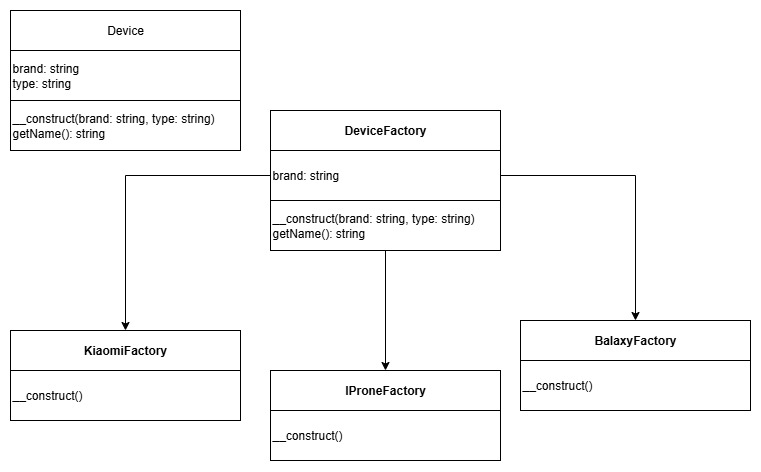 Device
brand: string
type: string
__construct(brand: string, type: string)
getName(): string
DeviceFactory
brand: string
__construct(brand: string, type: string)
getName(): string
KiaomiFactory
__construct()
IProneFactory
__construct()
BalaxyFactory
__construct()